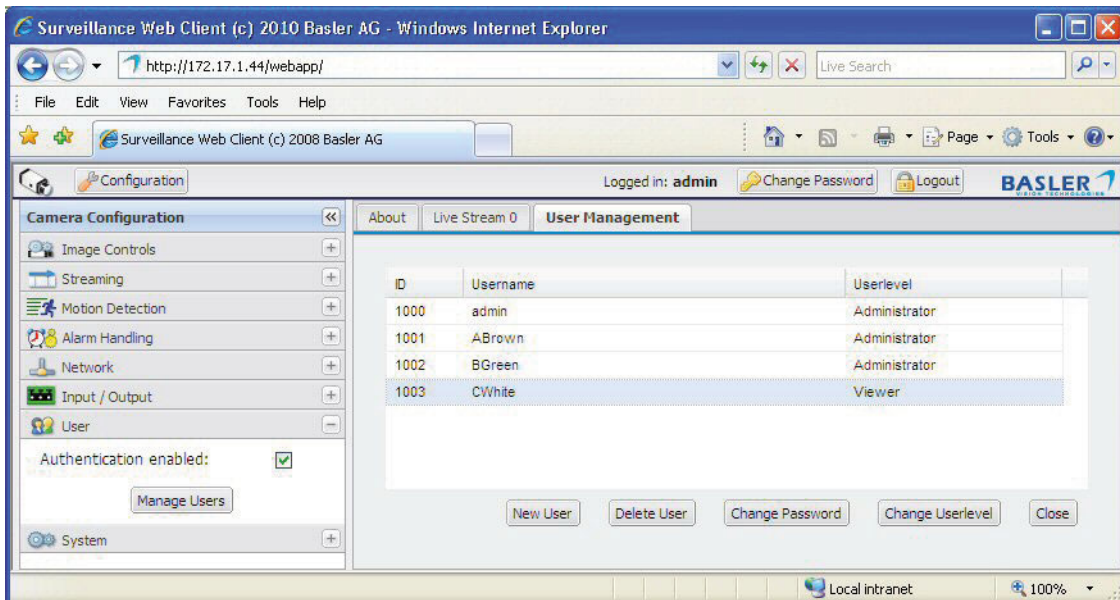 Surveillance Web Client (c) 2010 Basler AG - Windows Internet Explorer
http://172.17.1.44/webapp/ Live Search
File Edit View Favorites Tools Help
Surveillance Web Client (c) 2008 Basler AG Page Tools
Configuration Logged in: admin Change Password Logout BASLER
VISION TECHNOLOGIES
Camera Configuration About Live Stream 0 User Management
Image Controls
Streaming ID Username Userlevel
Motion Detection 1000 admin Administrator
Alarm Handling 1001 ABrown Administrator
Network 1002 BGreen Administrator
Input / Output 1003 CWhite Viewer
User
Authentication enabled:
Manage Users New User Delete User Change Password Change Userlevel Close
System
Local intranet 100%